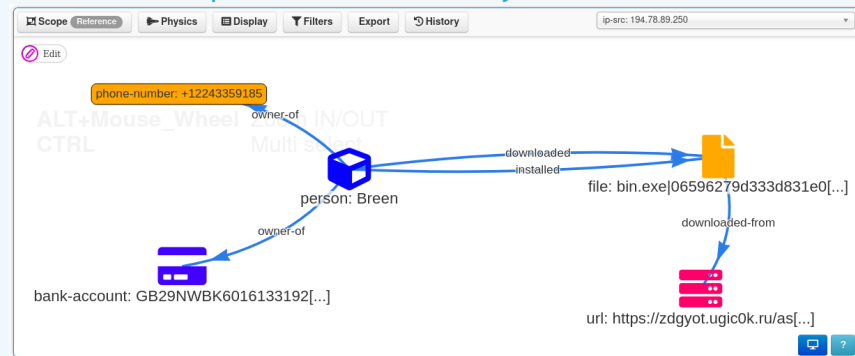 Scope Reference Physics Display Filters Export History ip-src: 194.78.89.250
Edit
phone-number: +12243359185
owner-of
ALT+Mouse_Wheel Zoom IN/OUT
CTRL Multi select
downloaded
installed
person: Breen
file: bin.exe|06596279d333d831e0[...]
downloaded-from
owner-of
bank-account: GB29NWBK6016133192[...]
url: https://zdgyot.ugic0k.ru/as[...]
?